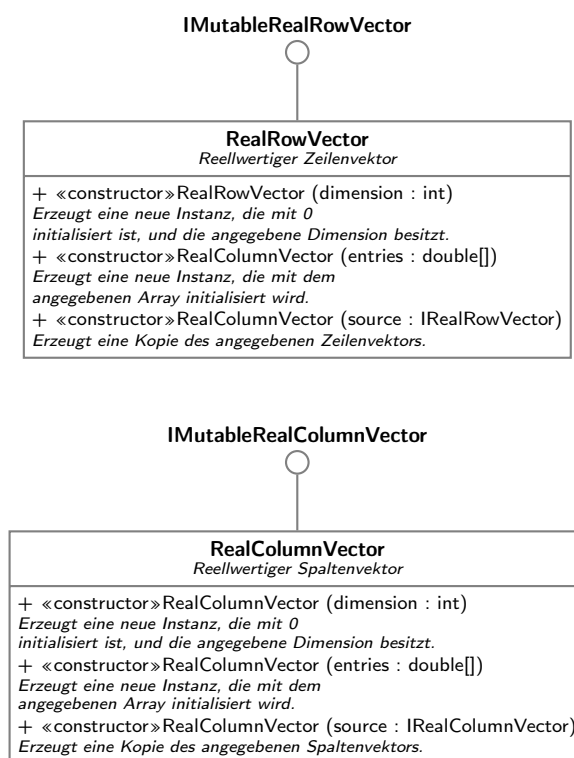 IMutableRealRowVector
RealRowVector
Reellwertiger Zeilenvektor
+ «constructor»RealRowVector (dimension : int)
Erzeugt eine neue Instanz, die mit 0
initialisiert ist, und die angegebene Dimension besitzt.
+ «constructor»RealColumnVector (entries : double[])
Erzeugt eine neue Instanz, die mit dem
angegebenen Array initialisiert wird.
+ «constructor»RealColumnVector (source : IRealRowVector)
Erzeugt eine Kopie des angegebenen Zeilenvektors.
IMutableRealColumnVector
RealColumnVector
Reellwertiger Spaltenvektor
+ «constructor»RealColumnVector (dimension : int)
Erzeugt eine neue Instanz, die mit 0
initialisiert ist, und die angegebene Dimension besitzt.
+ «constructor»RealColumnVector (entries : double[])
Erzeugt eine neue Instanz, die mit dem
angegebenen Array initialisiert wird.
+ «constructor»RealColumnVector (source : IRealColumnVector)
Erzeugt eine Kopie des angegebenen Spaltenvektors.